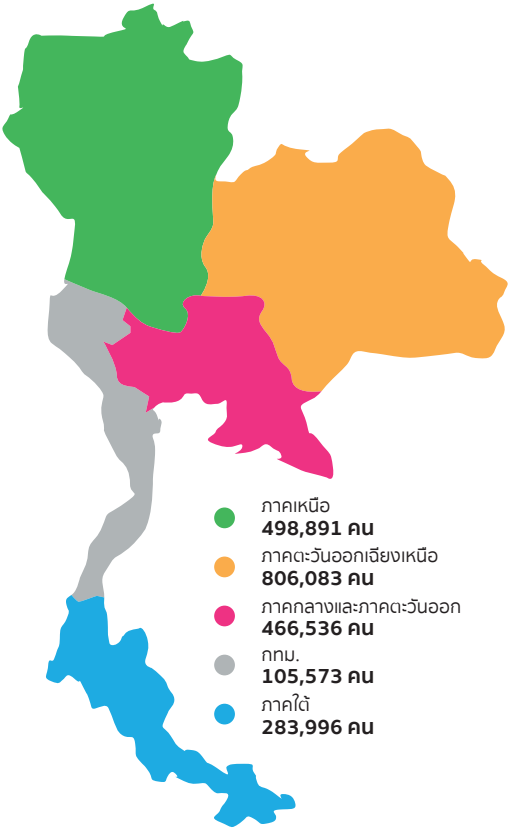 ภาคเหนือ
498,891 คน
ภาคตะวันออกเฉียงเหนือ
806,083 คน
ภาคกลางและภาคตะวันออก
466,536 คน
กทม.
105,573 คน
ภาคใต้
283,996 คน